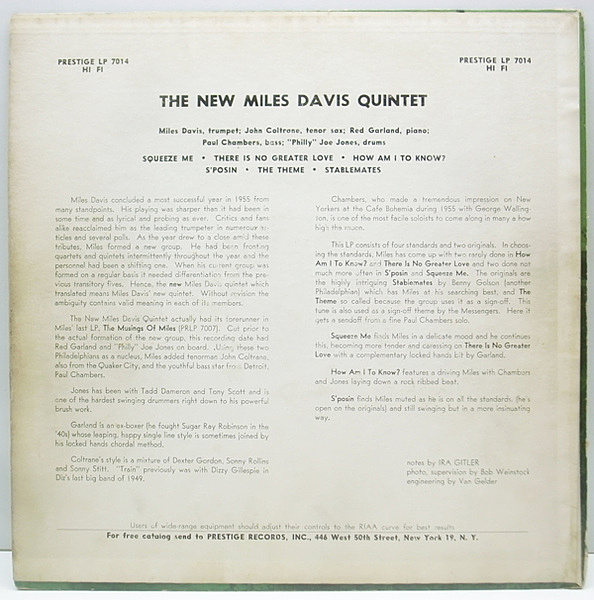 PRESTIGE LP 7014
HI FI
PRESTIGE LP 7014
HI FI
THE NEW MILES DAVIS QUINTET
Miles Davis, trumpet; John Coltrane, tenor sax; Red Garland, piano;
Paul Chambers, bass; "Philly" Joe Jones, drums
SQUEEZE ME • THERE IS NO GREATER LOVE • HOW AM I TO KNOW?
S'POSIN • THE THEME • STABLEMATES
Miles Davis concluded a most successful year in 1955 from
many standpoints. His playing was sharper than it had been in
some time and as lyrical and probing as ever. Critics and fans
alike reacclaimed him as the leading trumpeter in numerous ar-
ticles and several polls. As the year drew to a close amid these
tributes, Miles formed a new group. He had been fronting
quartets and quintets intermittently throughout the year and the
personnel had been a shifting one. When his current group was
formed on a regular basis it needed differentiation from the pre-
vious transitory fives. Hence, the new Miles Davis quintet which
translated means Miles Davis' new quintet. Without invision the
ambiguity contains valid meaning in each of its members.
The New Miles Davis Quintet actually had its forerunner in
Miles' last LP, The Musings Of Miles (PRLP 7007). Cut prior to
the actual formation of the new group, this recording date had
Red Garland and "Philly" Joe Jones on board. Using these two
Philadelphians as a nucleus, Miles added tenorman John Coltrane,
also from the Quaker City, and the youthful bass star from Detroit,
Paul Chambers.
Jones has been with Tadd Dameron and Tony Scott and is
one of the hardest swinging drummers right down to his powerful
brush work.
Garland is an ex-boxer (he fought Sugar Ray Robinson in the
'40s) whose leaping, happy single line style is sometimes joined by
his locked hands chordal method.
Coltrane's style is a mixture of Dexter Gordon, Sonny Rollins
and Sonny Stitt. "Train" previously was with Dizzy Gillespie in
Diz's last big band of 1949.
Chambers, who made a tremendous impression on New
Yorkers at the Cafe Bohemia during 1955 with George Walling-
ton, is one of the most facile soloists to come along in many a how
high the moon.
This LP consists of four standards and two originals. In choos-
ing the standards, Miles has come up with two rarely done in How
Am I To Know? and There Is No Greater Love and two done not
much more often in S'posin and Squeeze Me. The originals are
the highly intriguing Stablemates by Benny Golson (another
Philadelphian) which has Miles at his searching best, and The
Theme so called because the group uses it as a sign-off. This
tune is also used as a sign-off theme by the Messengers. Here it
gets a sendoff from a fine Paul Chambers solo.
Squeeze Me finds Miles in a delicate mood and he continues
this, becoming more tender and caressing on There Is No Greater
Love with a complementary locked hands bit by Garland.
How Am I To Know? features a driving Miles with Chambers
and Jones laying down a rock ribbed beat.
S'posin finds Miles muted as he is on all the standards, (he's
open on the originals) and still swinging but in a more insinuating
way.
notes by IRA GITLER
photo, supervision by Bob Weinstock
engineering by Van Gelder
Users of wide-range equipment should adjust their controls to the RIAA curve for best results
For free catalog send to PRESTIGE RECORDS, INC., 446 West 50th Street, New York 19, N. Y.